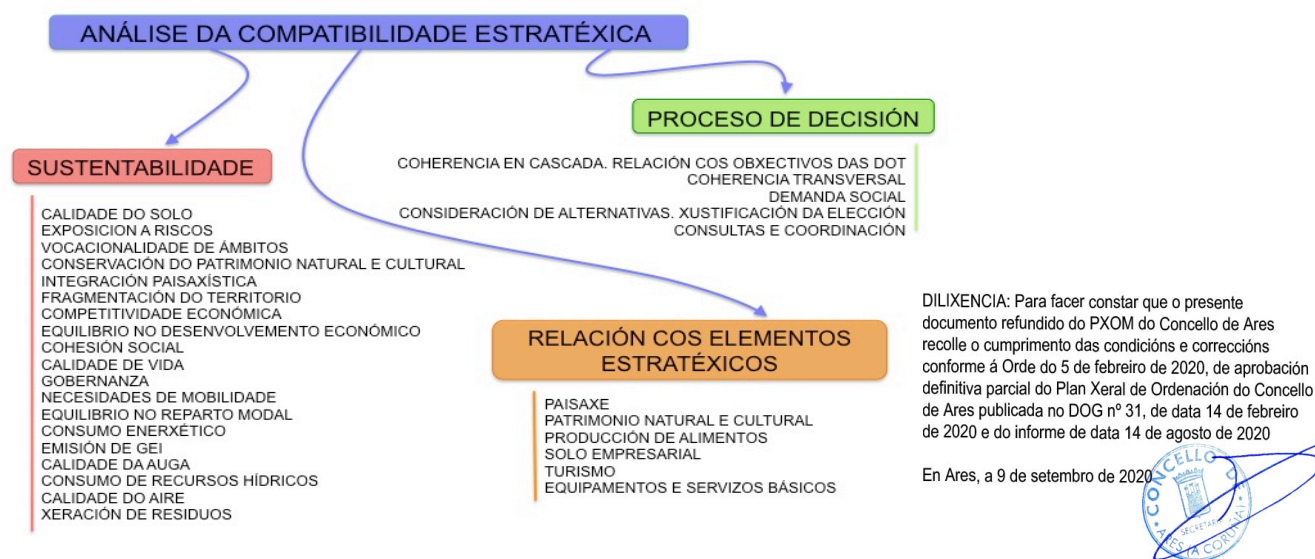 ANÁLISE DA COMPATIBILIDADE ESTRATÉXICA
PROCESO DE DECISIÓN
COHERENCIA EN CASCADA. RELACIÓN COS OBXECTIVOS DAS DOT
COHERENCIA TRANSVERSAL
DEMANDA SOCIAL
CONSIDERACIÓN DE ALTERNATIVAS. XUSTIFICACIÓN DA ELECCIÓN
CONSULTAS E COORDINACIÓN
SUSTENTABILIDADE
CALIDADE DO SOLO
EXPOSICION A RISCOS
VOCACIONALIDADE DE ÁMBITOS
CONSERVACIÓN DO PATRIMONIO NATURAL E CULTURAL
INTEGRACIÓN PAISAXÍSTICA
FRAGMENTACIÓN DO TERRITORIO
COMPETITIVIDADE ECONÓMICA
EQUILIBRIO NO DESENVOLVEMENTO ECONÓMICO
COHESIÓN SOCIAL
CALIDADE DE VIDA
GOBERNANZA
NECESIDADES DE MOBILIDADE
EQUILIBRIO NO REPARTO MODAL
CONSUMO ENERXÉTICO
EMISIÓN DE GEI
CALIDADE DA AUGA
CONSUMO DE RECURSOS HÍDRICOS
CALIDADE DO AIRE
XERACIÓN DE RESIDUOS
RELACIÓN COS ELEMENTOS
ESTRATÉXICOS
PAISAXE
PATRIMONIO NATURAL E CULTURAL
PRODUCCIÓN DE ALIMENTOS
SOLO EMPRESARIAL
TURISMO
EQUIPAMENTOS E SERVIZOS BÁSICOS
DILIXENCIA: Para facer constar que o presente
documento refundido do PXOM do Concello de Ares
recolle o cumprimento das condicións e correccións
conforme á Orde do 5 de febreiro de 2020, de aprobación
definitiva parcial do Plan Xeral de Ordenación do Concello
de Ares publicada no DOG nº 31, de data 14 de febreiro
de 2020 e do informe de data 14 de agosto de 2020
En Ares, a 9 de setembro de 2020
CONCELLO DE
ARES (A CORUÑA)